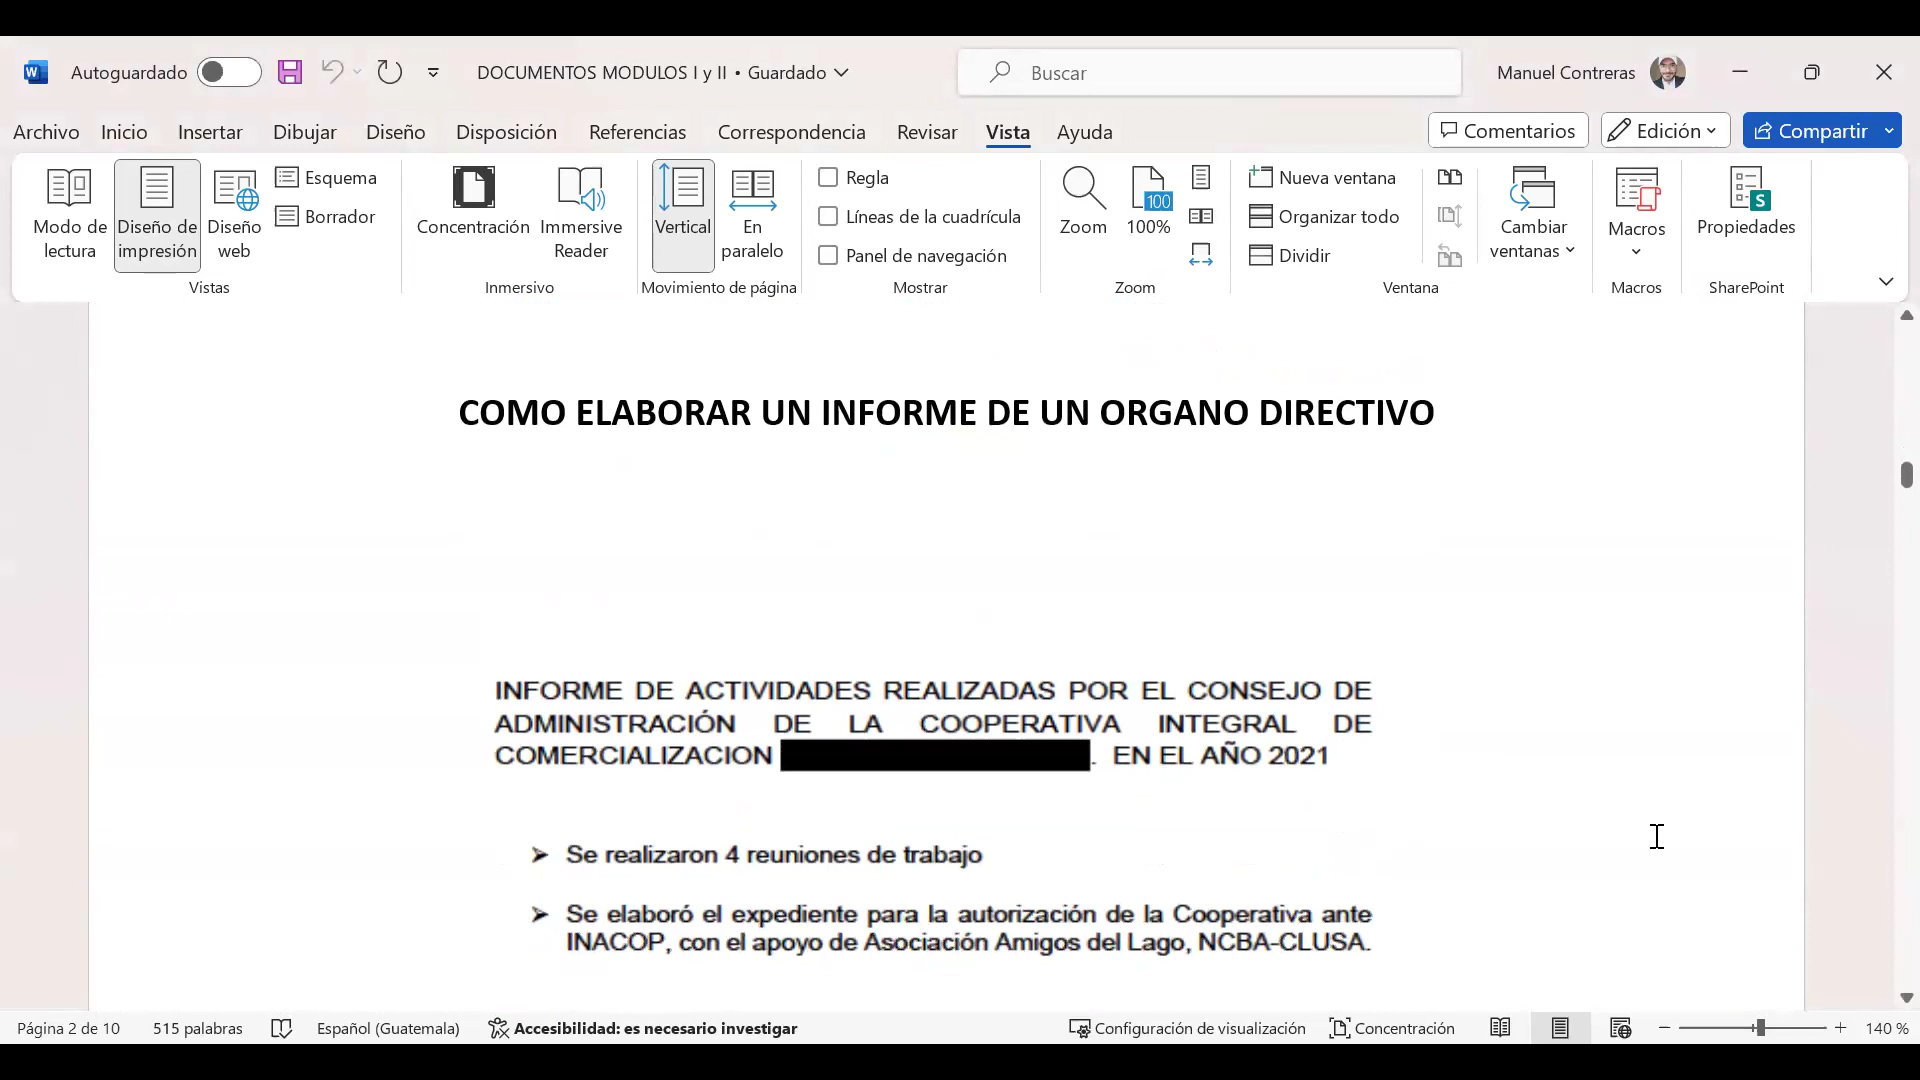 Autoguardado
DOCUMENTOS MODULOS I y II • Guardado
Buscar
Manuel Contreras
Archivo Inicio Insertar Dibujar Diseño Disposición Referencias Correspondencia Revisar Vista Ayuda
Comentarios Edición Compartir
Modo de lectura
Diseño de impresión
Diseño web
Esquema
Borrador
Vistas
Concentración
Immersive Reader
Inmersivo
Vertical
En paralelo
Movimiento de página
Regla
Líneas de la cuadrícula
Panel de navegación
Mostrar
Zoom
100
100%
Zoom
Nueva ventana
Organizar todo
Dividir
Cambiar ventanas
Ventana
Macros
Macros
S
Propiedades
SharePoint
COMO ELABORAR UN INFORME DE UN ORGANO DIRECTIVO
INFORME DE ACTIVIDADES REALIZADAS POR EL CONSEJO DE
ADMINISTRACIÓN DE LA COOPERATIVA INTEGRAL DE
COMERCIALIZACION . EN EL AÑO 2021
➢ Se realizaron 4 reuniones de trabajo
➢ Se elaboró el expediente para la autorización de la Cooperativa ante
INACOP, con el apoyo de Asociación Amigos del Lago, NCBA-CLUSA.
Página 2 de 10 515 palabras Español (Guatemala) Accesibilidad: es necesario investigar Configuración de visualización Concentración 140 %